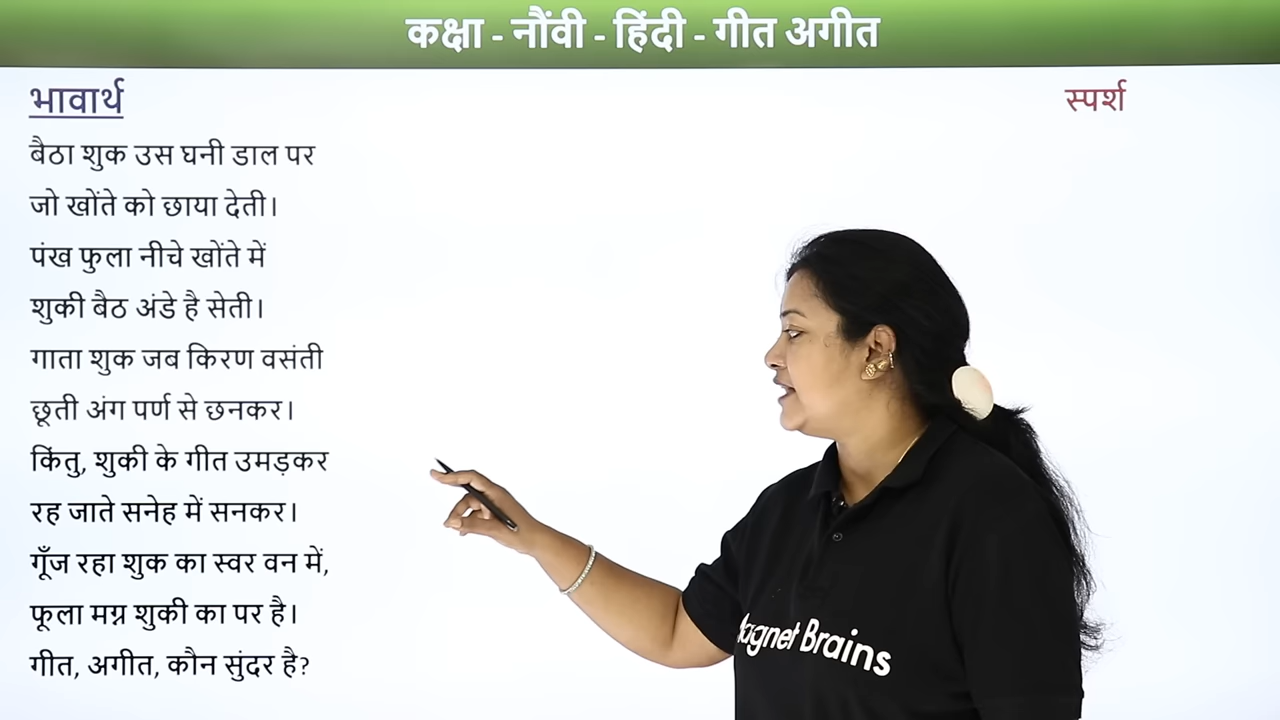 कक्षा - नौंवी - हिंदी - गीत अगीत
भावार्थ
स्पर्श
बैठा शुक उस घनी डाल पर
जो खोंते को छाया देती।
पंख फुला नीचे खोंते में
शुकी बैठ अंडे है सेती।
गाता शुक जब किरण वसंती
छूती अंग पर्ण से छनकर।
किंतु, शुकी के गीत उमड़कर
रह जाते सनेह में सनकर।
गूँज रहा शुक का स्वर वन में,
फूला मग्न शुकी का पर है।
गीत, अगीत, कौन सुंदर है?
Magnet Brains